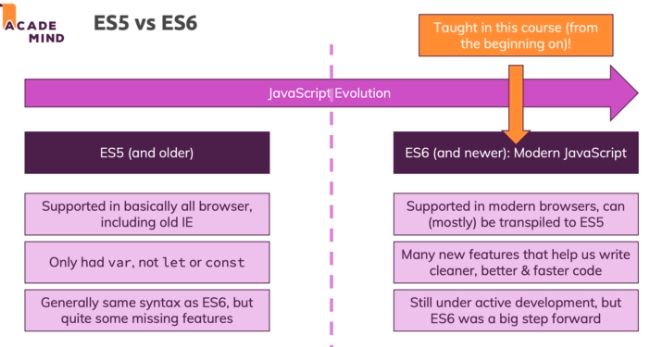 ACADE
MIND
ES5 vs ES6
Taught in this course (from
the beginning on)!
JavaScript Evolution
ES5 (and older)
ES6 (and newer): Modern JavaScript
Supported in basically all browser,
including old IE
Supported in modern browsers, can
(mostly) be transpiled to ES5
Only had var, not let or const
Many new features that help us write
cleaner, better & faster code
Generally same syntax as ES6, but
quite some missing features
Still under active development, but
ES6 was a big step forward